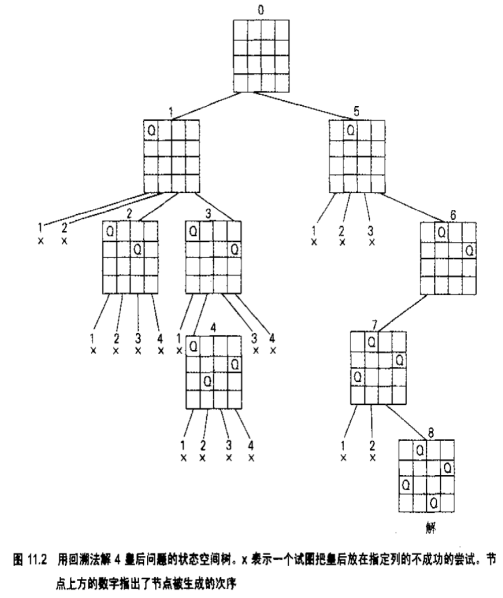 0
1 5
Q Q
1 2 2 3 1 2 3 6
x x Q Q x x x Q
Q Q Q
1 2 3 4 1 4 3 4 7
x x x x x Q x x Q
Q Q
Q Q
1 2 3 4 1 2 8
x x x x x x Q
Q
Q
Q
解
图 11.2 用回溯法解 4 皇后问题的状态空间树。x 表示一个试图把皇后放在指定列的不成功的尝试。节
点上方的数字指出了节点被生成的次序